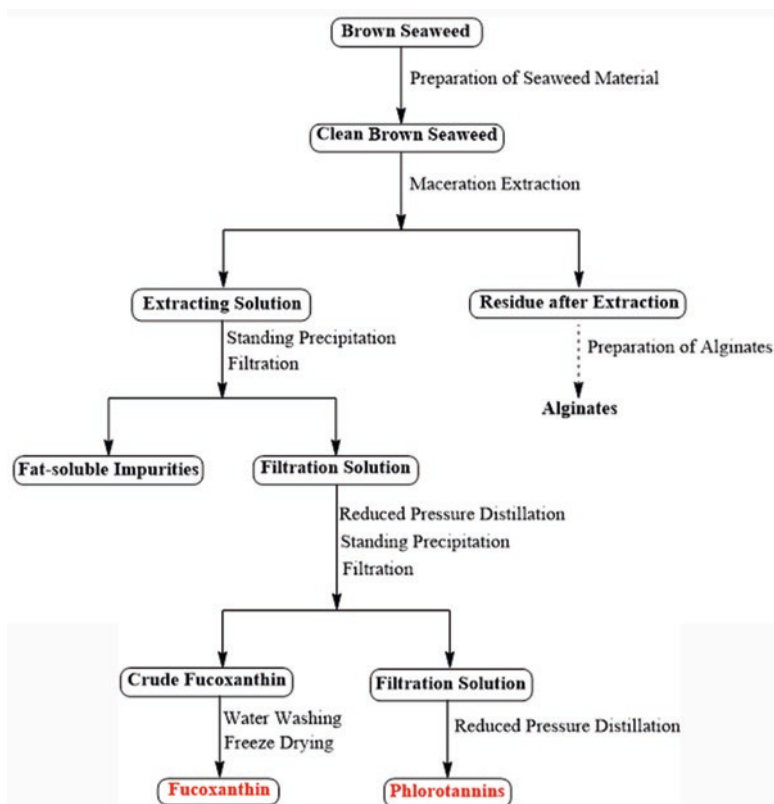 Brown Seaweed
Preparation of Seaweed Material
Clean Brown Seaweed
Maceration Extraction
Extracting Solution
Residue after Extraction
Standing Precipitation
Filtration
Preparation of Alginates
Alginates
Fat-soluble Impurities
Filtration Solution
Reduced Pressure Distillation
Standing Precipitation
Filtration
Crude Fucoxanthin
Filtration Solution
Water Washing
Freeze Drying
Reduced Pressure Distillation
Fucoxanthin
Phlorotannins